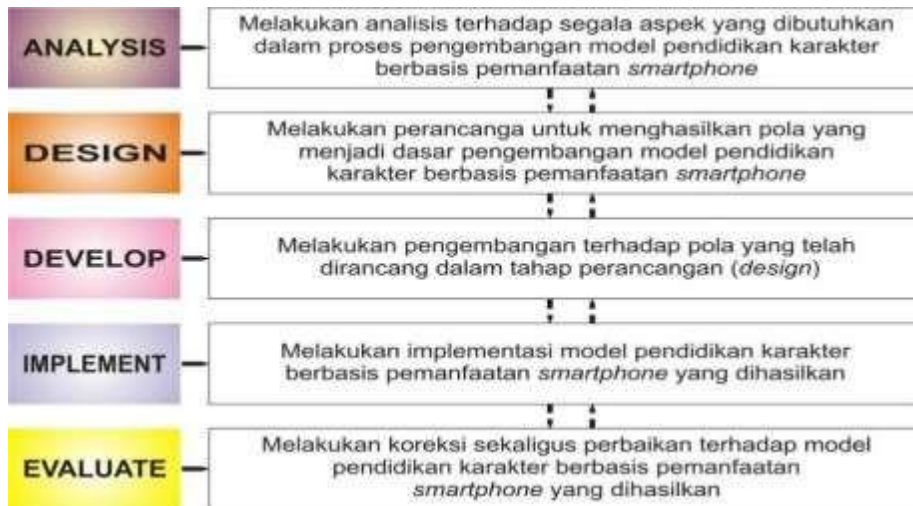 ANALYSIS
Melakukan analisis terhadap segala aspek yang dibutuhkan
dalam proses pengembangan model pendidikan karakter
berbasis pemanfaatan smartphone
DESIGN
Melakukan perancanga untuk menghasilkan pola yang
menjadi dasar pengembangan model pendidikan
karakter berbasis pemanfaatan smartphone
DEVELOP
Melakukan pengembangan terhadap pola yang telah
dirancang dalam tahap perancangan (design)
IMPLEMENT
Melakukan implementasi model pendidikan karakter
berbasis pemanfaatan smartphone yang dihasilkan
EVALUATE
Melakukan koreksi sekaligus perbaikan terhadap model
pendidikan karakter berbasis pemanfaatan
smartphone yang dihasilkan